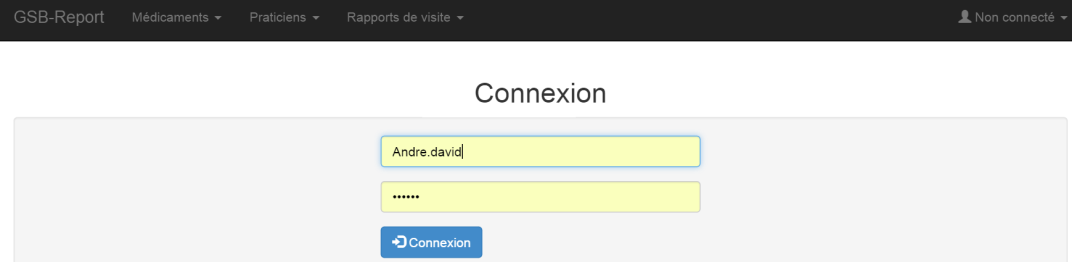 GSB-Report Médicaments Praticiens Rapports de visite Non connecté
Connexion
Andre.david
••••••
Connexion